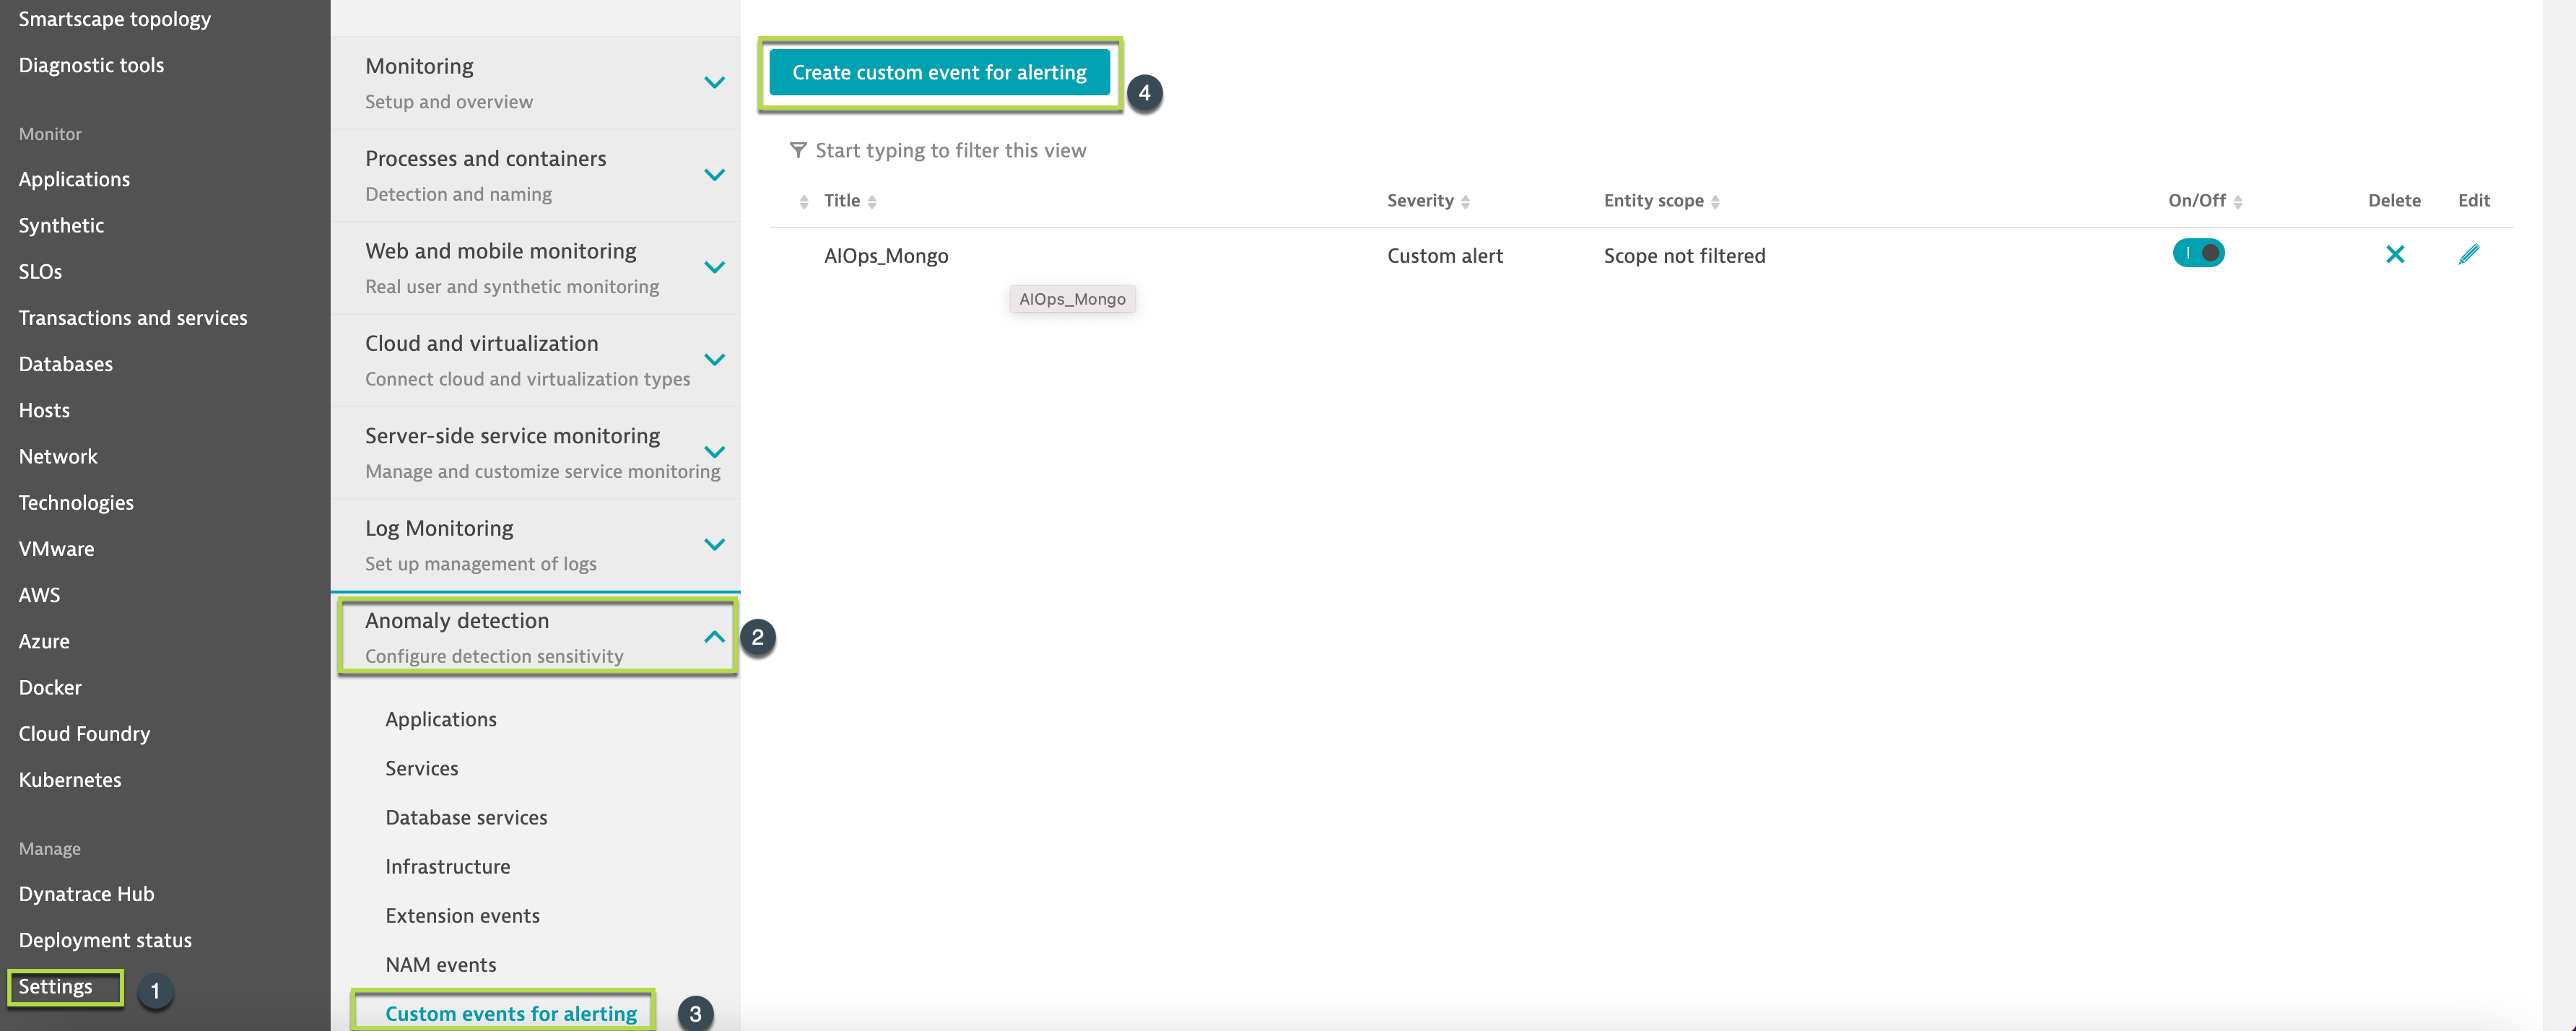 Smartscape topology
Diagnostic tools
Monitor
Applications
Synthetic
SLOs
Transactions and services
Databases
Hosts
Network
Technologies
VMware
AWS
Azure
Docker
Cloud Foundry
Kubernetes
Manage
Dynatrace Hub
Deployment status
Settings
1
Monitoring
Setup and overview
Processes and containers
Detection and naming
Web and mobile monitoring
Real user and synthetic monitoring
Cloud and virtualization
Connect cloud and virtualization types
Server-side service monitoring
Manage and customize service monitoring
Log Monitoring
Set up management of logs
Anomaly detection
Configure detection sensitivity
2
Applications
Services
Database services
Infrastructure
Extension events
NAM events
Custom events for alerting
3
Create custom event for alerting
4
Start typing to filter this view
Title Severity Entity scope On/Off Delete Edit
AIOps_Mongo Custom alert Scope not filtered
AIOps_Mongo